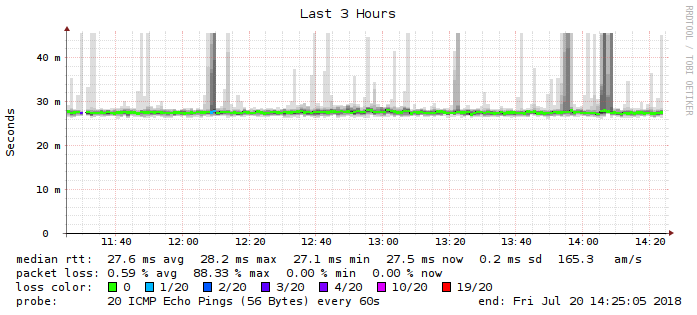 Last 3 Hours
RRDTOOL / TOBI OETIKER
Seconds
40 m
30 m
20 m
10 m
0
11:40 12:00 12:20 12:40 13:00 13:20 13:40 14:00 14:20
median rtt: 27.6 ms avg 28.2 ms max 27.1 ms min 27.5 ms now 0.2 ms sd 165.3 am/s
packet loss: 0.59 % avg 88.33 % max 0.00 % min 0.00 % now
loss color: 0 1/20 2/20 3/20 4/20 10/20 19/20
probe: 20 ICMP Echo Pings (56 Bytes) every 60s end: Fri Jul 20 14:25:05 2018